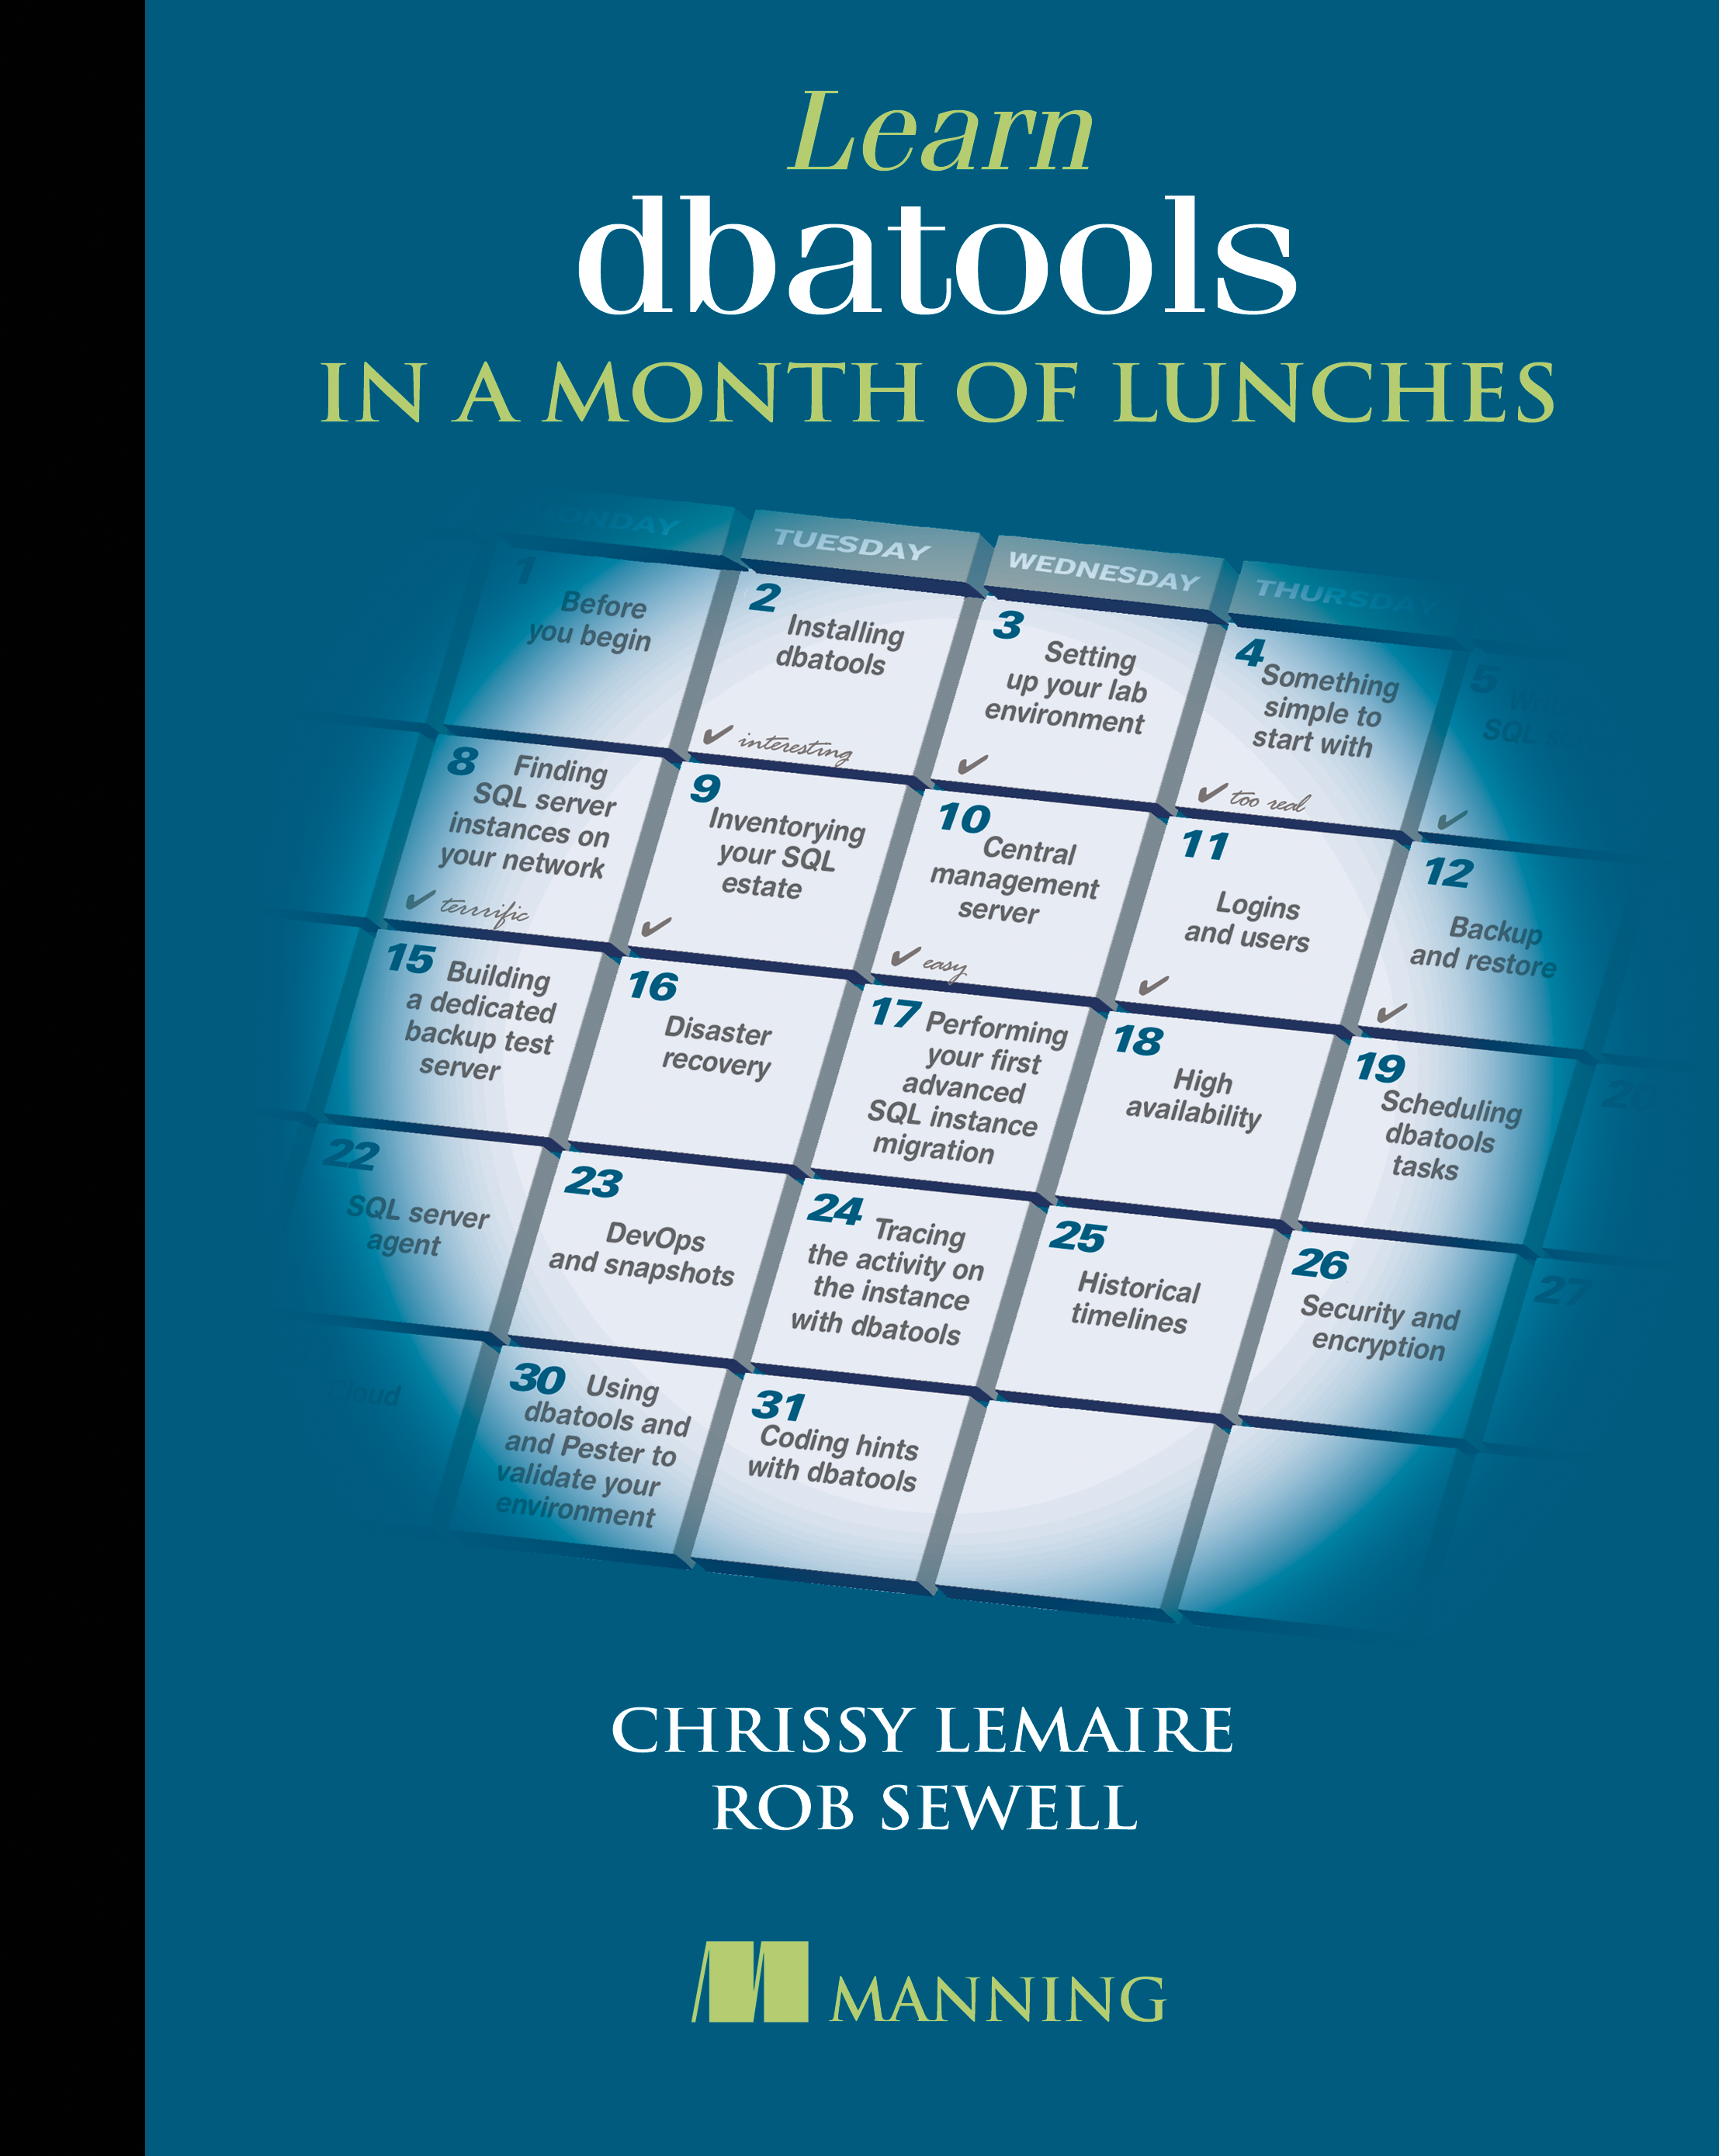 Learn
dbatools
IN A MONTH OF LUNCHES
MONDAY
TUESDAY
WEDNESDAY
THURSDAY
1
Before
you begin
2
Installing
dbatools
✔ interesting
3
Setting
up your lab
environment
✔
4
Something
simple to
start with
✔ too real
5
SQL
✔
8 Finding
SQL server
instances on
your network
✔ terrrific
9
Inventorying
your SQL
estate
✔
10
Central
management
server
✔ easy
11
Logins
and users
✔
12
Backup
and restore
✔
15 Building
a dedicated
backup test
server
16
Disaster
recovery
17 Performing
your first
advanced
SQL instance
migration
18
High
availability
19
Scheduling
dbatools
tasks
20
22
SQL server
agent
23
DevOps
and snapshots
24 Tracing
the activity on
the instance
with dbatools
25
Historical
timelines
26
Security and
encryption
27
Cloud
30 Using
dbatools and
and Pester to
validate your
environment
31
Coding hints
with dbatools
CHRISSY LEMAIRE
ROB SEWELL
MANNING